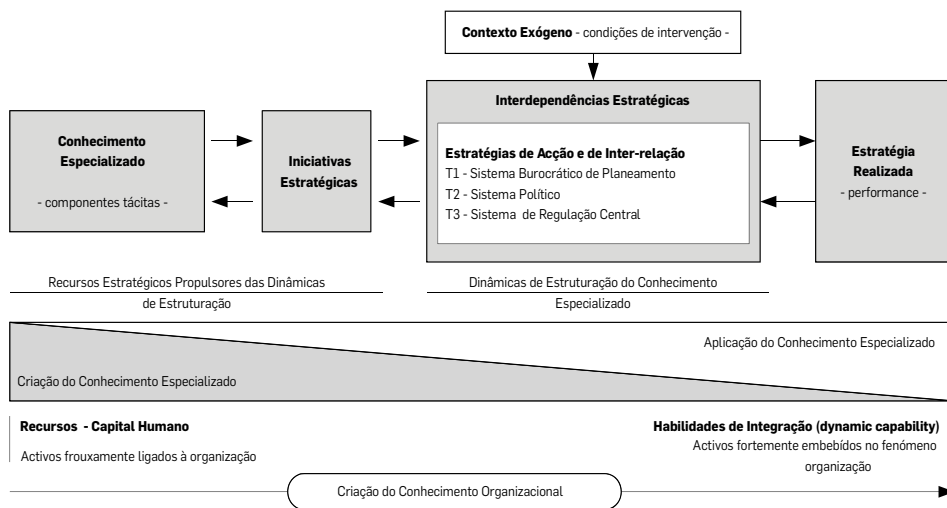 Contexto Exógeno - condições de intervenção -
Interdependências Estratégicas
Conhecimento
Especializado
- componentes tácitas -
Iniciativas
Estratégicas
Estratégias de Acção e de Inter-relação
T1 - Sistema Burocrático de Planeamento
T2 - Sistema Político
T3 - Sistema de Regulação Central
Estratégia
Realizada
- performance -
Recursos Estratégicos Propulsores das Dinâmicas
de Estruturação
Dinâmicas de Estruturação do Conhecimento
Especializado
Aplicação do Conhecimento Especializado
Criação do Conhecimento Especializado
Recursos - Capital Humano
Activos frouxamente ligados à organização
Habilidades de Integração (dynamic capability)
Activos fortemente embebídos no fenómeno
organização
Criação do Conhecimento Organizacional